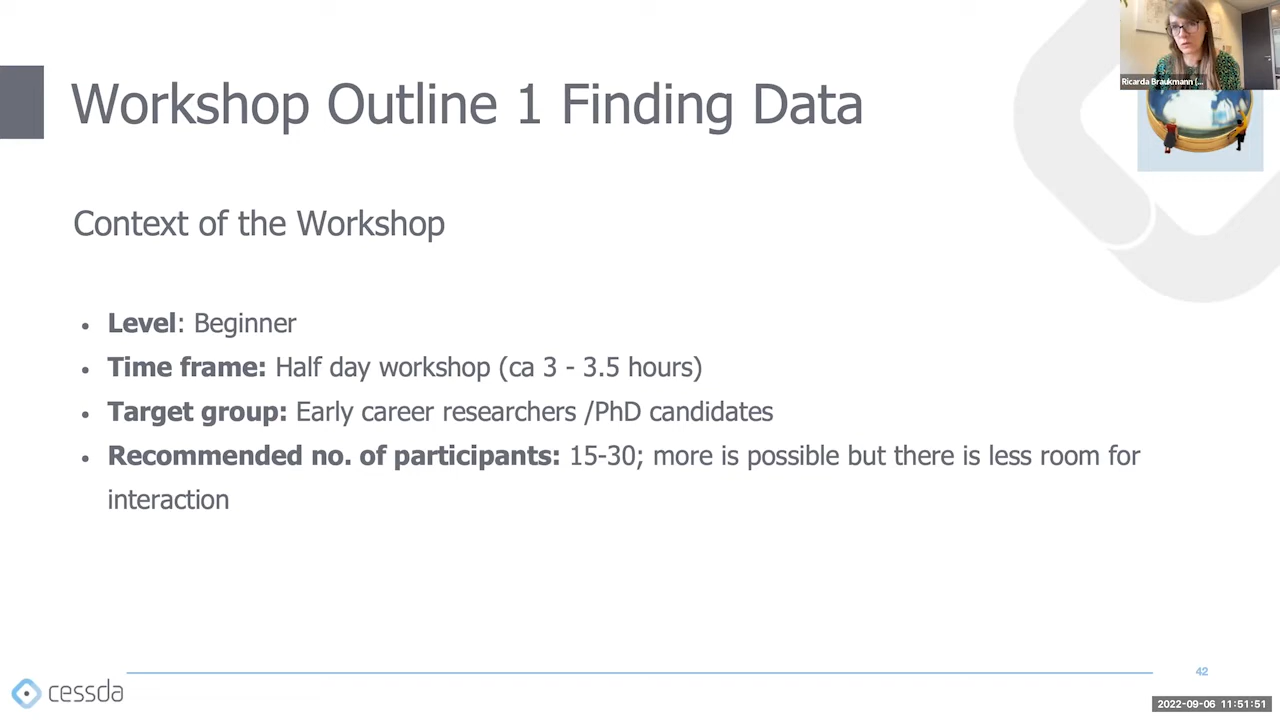 Workshop Outline 1 Finding Data
Ricarda Braukmann (...
Context of the Workshop
• Level: Beginner
• Time frame: Half day workshop (ca 3 - 3.5 hours)
• Target group: Early career researchers /PhD candidates
• Recommended no. of participants: 15-30; more is possible but there is less room for
interaction
42
cessda
2022-09-06 11:51:51